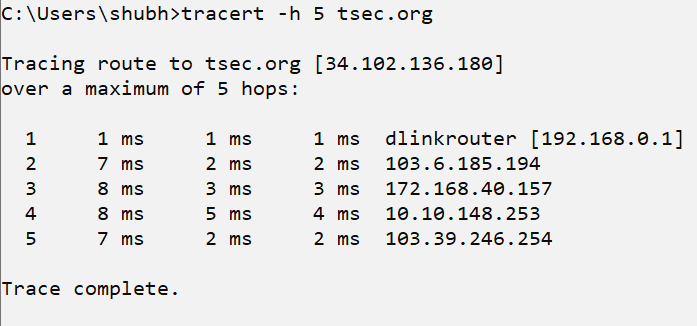 C:\Users\shubh>tracert -h 5 tsec.org
Tracing route to tsec.org [34.102.136.180]
over a maximum of 5 hops:
1 1 ms 1 ms 1 ms dlinkrouter [192.168.0.1]
2 7 ms 2 ms 2 ms 103.6.185.194
3 8 ms 3 ms 3 ms 172.168.40.157
4 8 ms 5 ms 4 ms 10.10.148.253
5 7 ms 2 ms 2 ms 103.39.246.254
Trace complete.